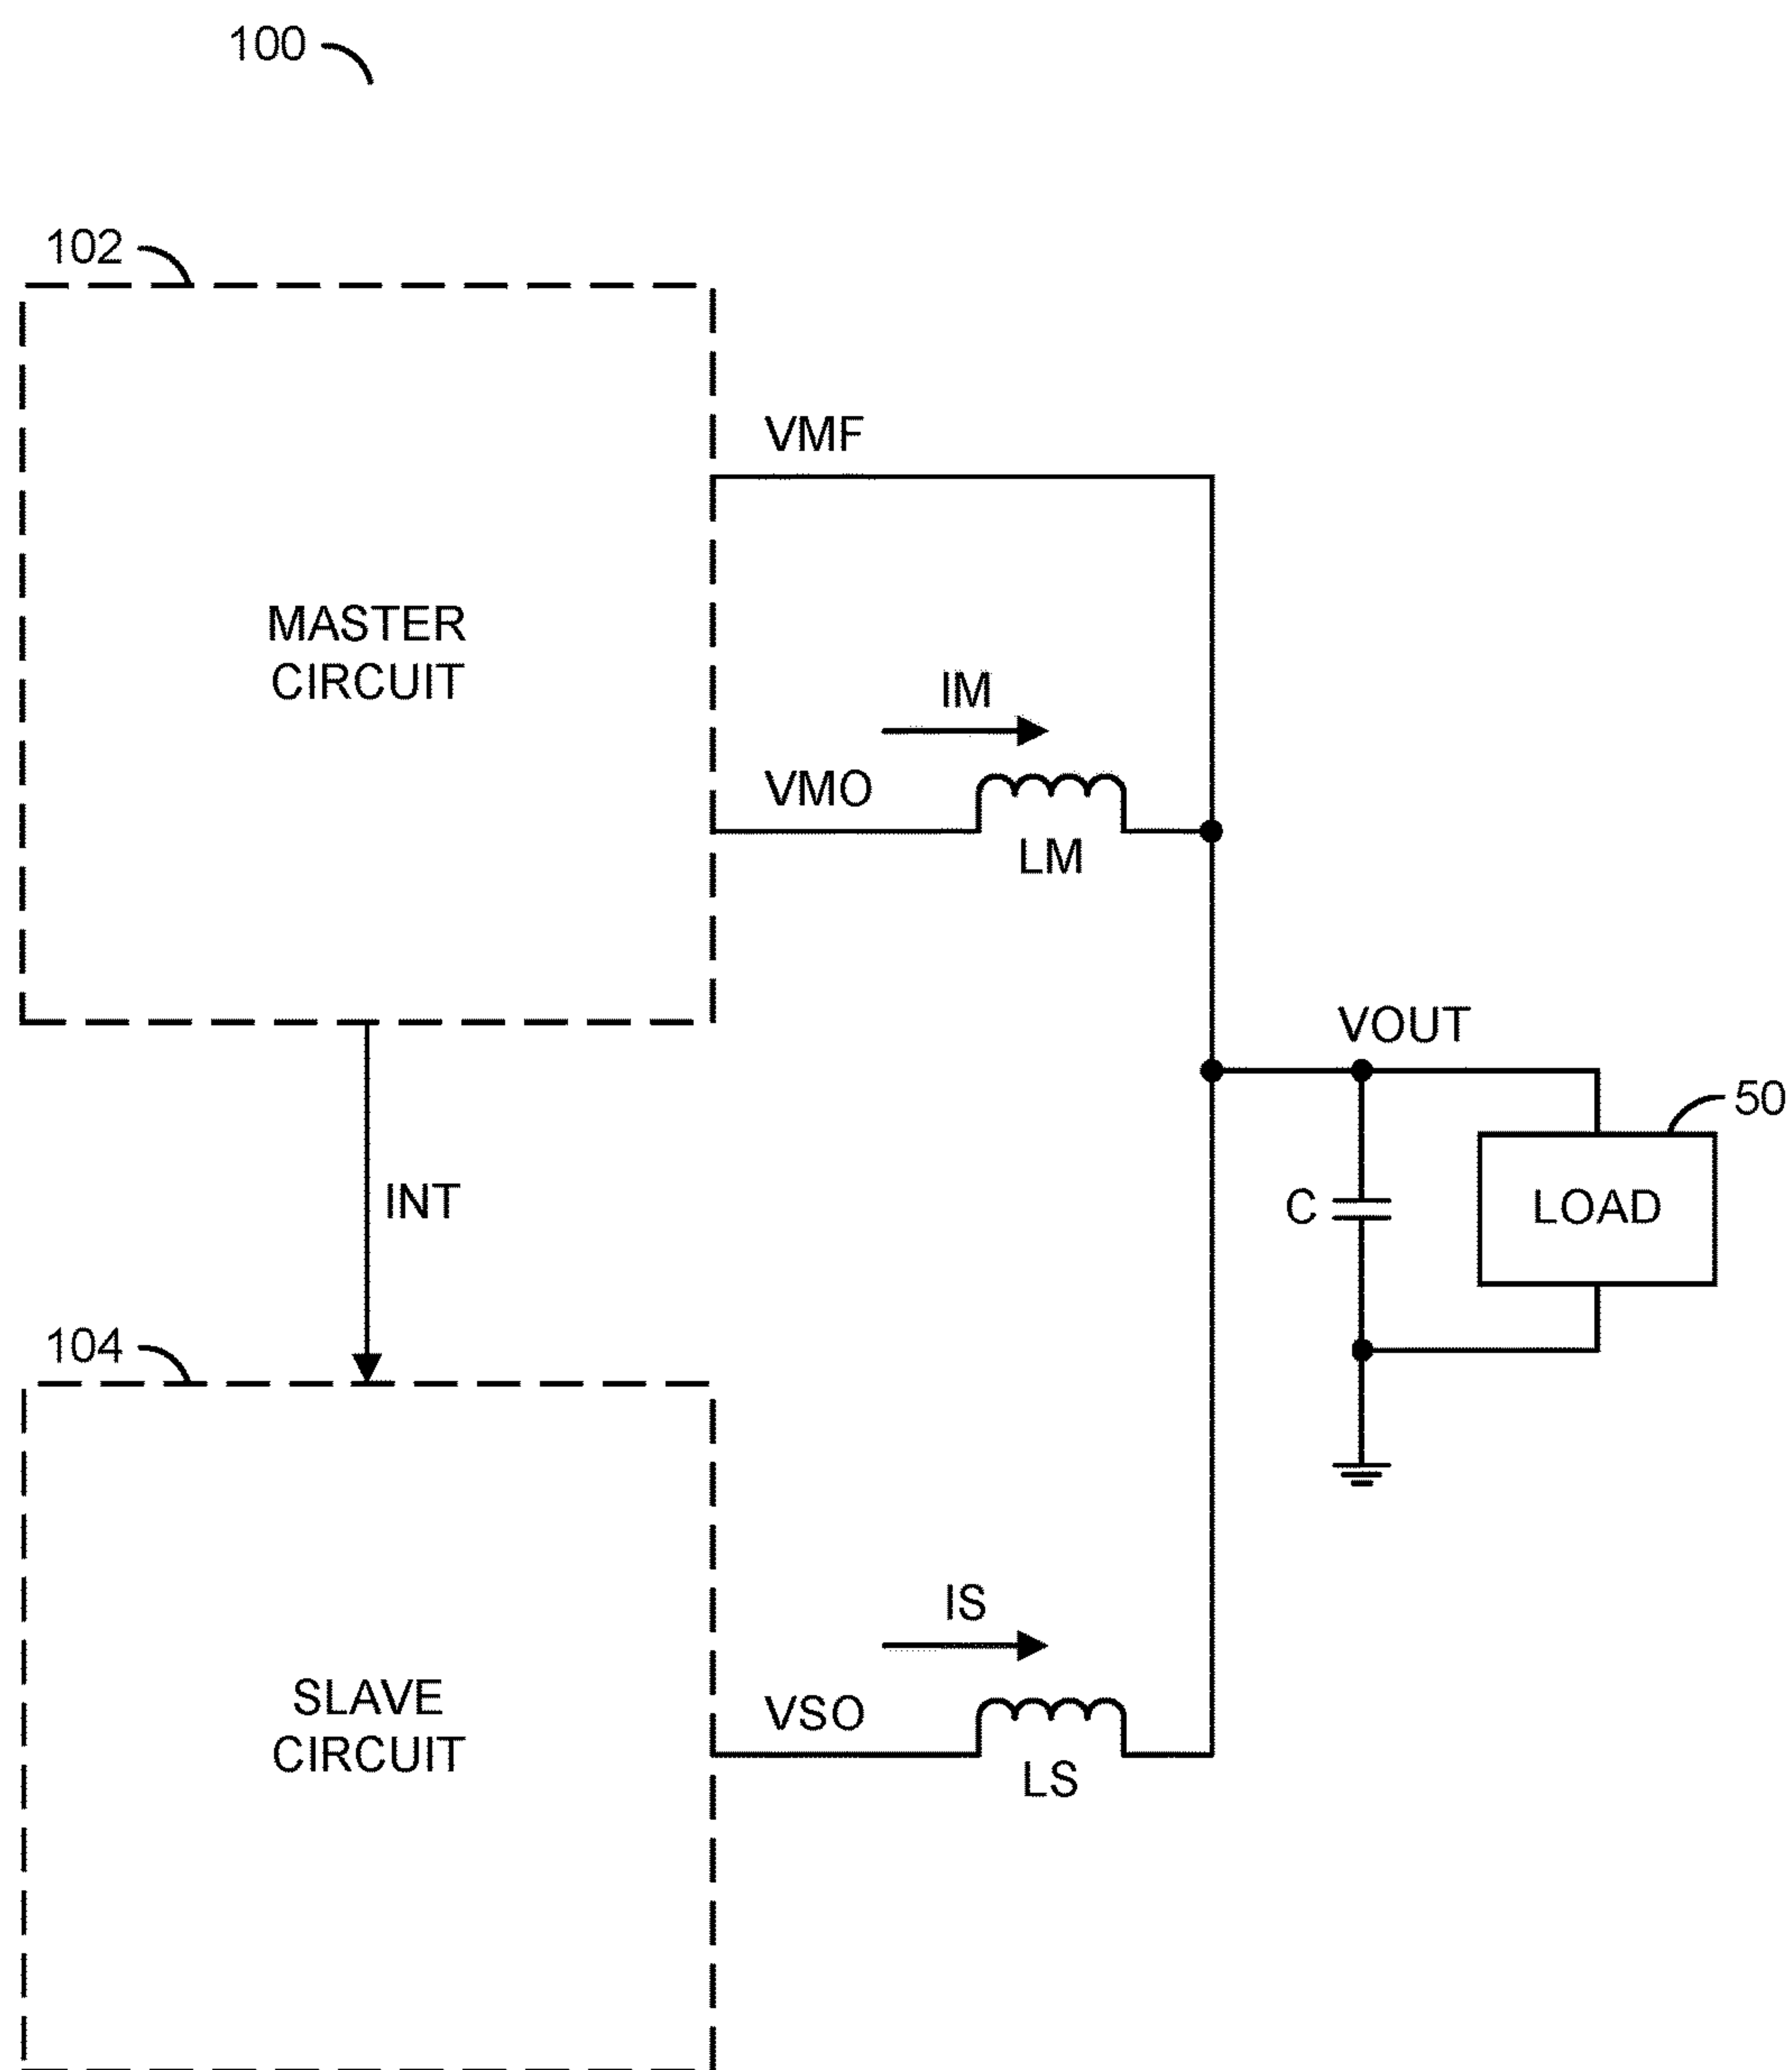 100
102
VMF
MASTER
CIRCUIT
IM
VMO
LM
VOUT
50
INT
C
LOAD
104
IS
SLAVE
CIRCUIT
VSO
LS